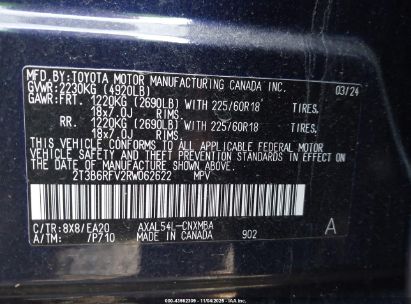 MFD. BY: TOYOTA MOTOR MANUFACTURING CANADA INC.
GVWR: 2230KG (4920LB) 03/24
GAWR: FRT. 1220KG (2690LB) WITH 225/60R18 TIRES.
18x7.0J
RR. 1220KG (2690LB) WITH 225/60R18 TIRES.
18x7.0J
THIS VEHICLE CONFORMS TO ALL APPLICABLE FEDERAL MOTOR
VEHICLE SAFETY AND THEFT PREVENTION STANDARDS IN EFFECT ON
THE DATE OF MANUFACTURE SHOWN ABOVE.
2T3B6RFV2RW062622 MPV
C/TR: 8X8/EA20 AXAL54L-CNXMBA
A/TM: /P710 MADE IN CANADA 902 A